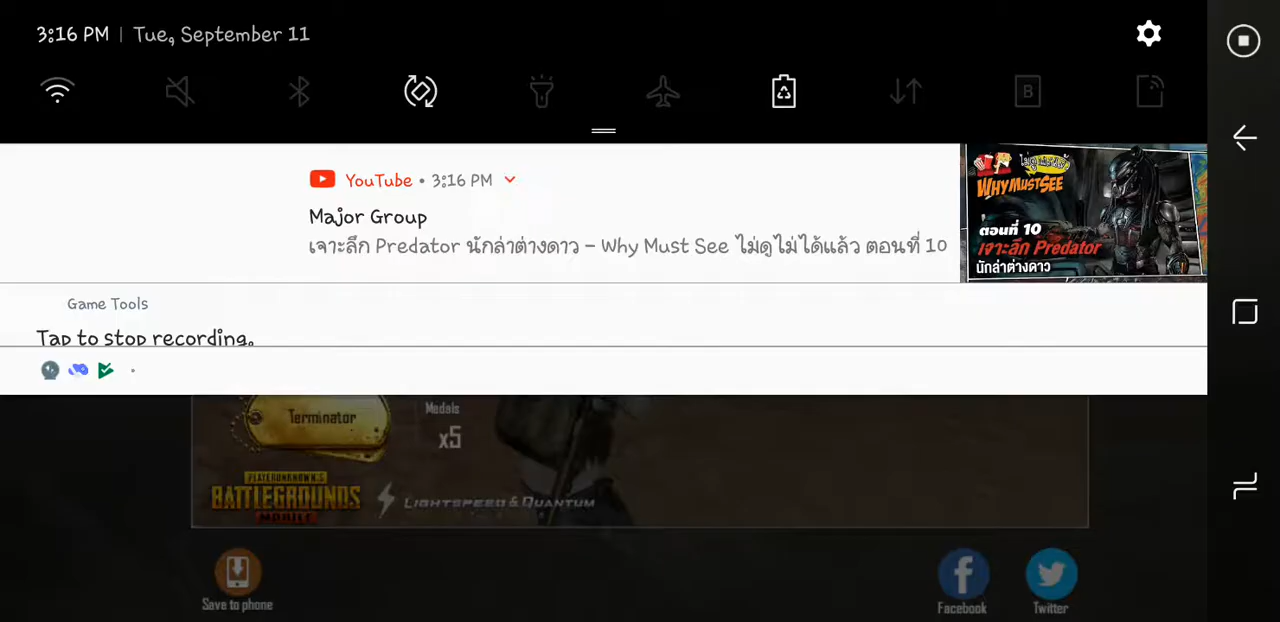 3:16 PM | Tue, September 11
B
YouTube • 3:16 PM
Major Group
เจาะลึก Predator นักล่าต่างดาว – Why Must See ไม่ดูไม่ได้แล้ว ตอนที่ 10
WHY MUST SEE
ตอนที่ 10
เจาะลึก Predator
นักล่าต่างดาว
Game Tools
Tap to stop recording.
Terminator
Medals
x5
PLAYERUNKNOWN'S
BATTLEGROUNDS
MOBILE
LIGHTSPEED & QUANTUM
Save to phone
Facebook
Twitter